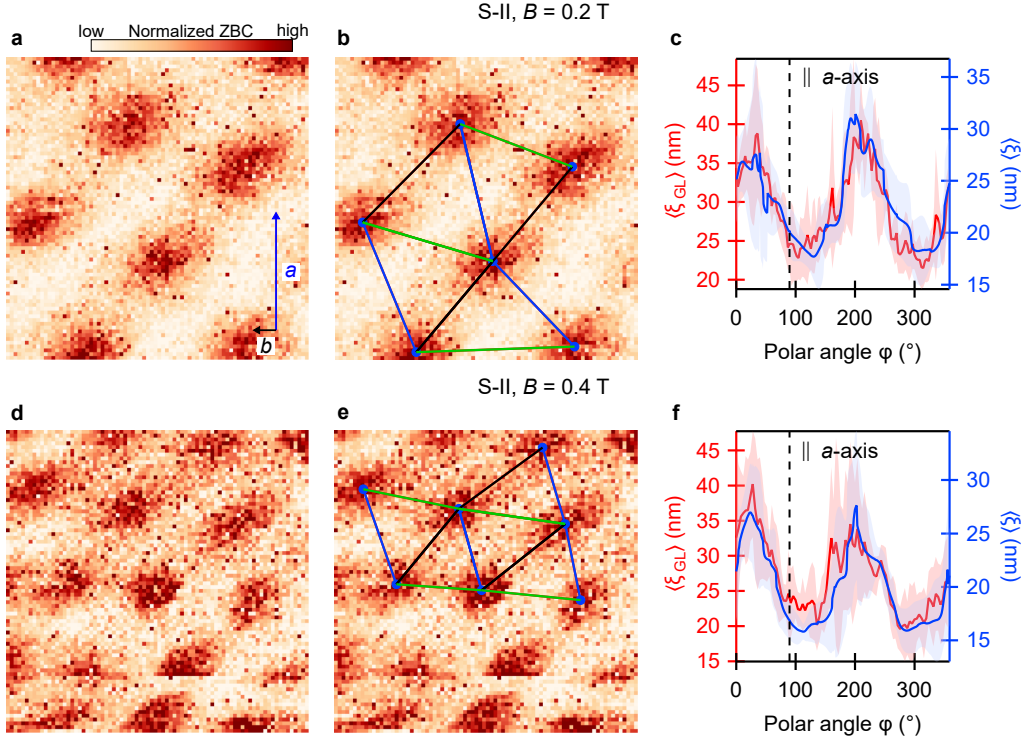 S-II, B = 0.2 T
a
b
c
low Normalized ZBC high
a
b
⟨ξGL⟩ (nm)
45
40
35
30
25
20
|| a-axis
35
30
25
20
15
⟨ξ⟩ (nm)
0 100 200 300
Polar angle φ (°)
S-II, B = 0.4 T
d
e
f
⟨ξGL⟩ (nm)
45
40
35
30
25
20
15
|| a-axis
30
25
20
15
⟨ξ⟩ (nm)
0 100 200 300
Polar angle φ (°)